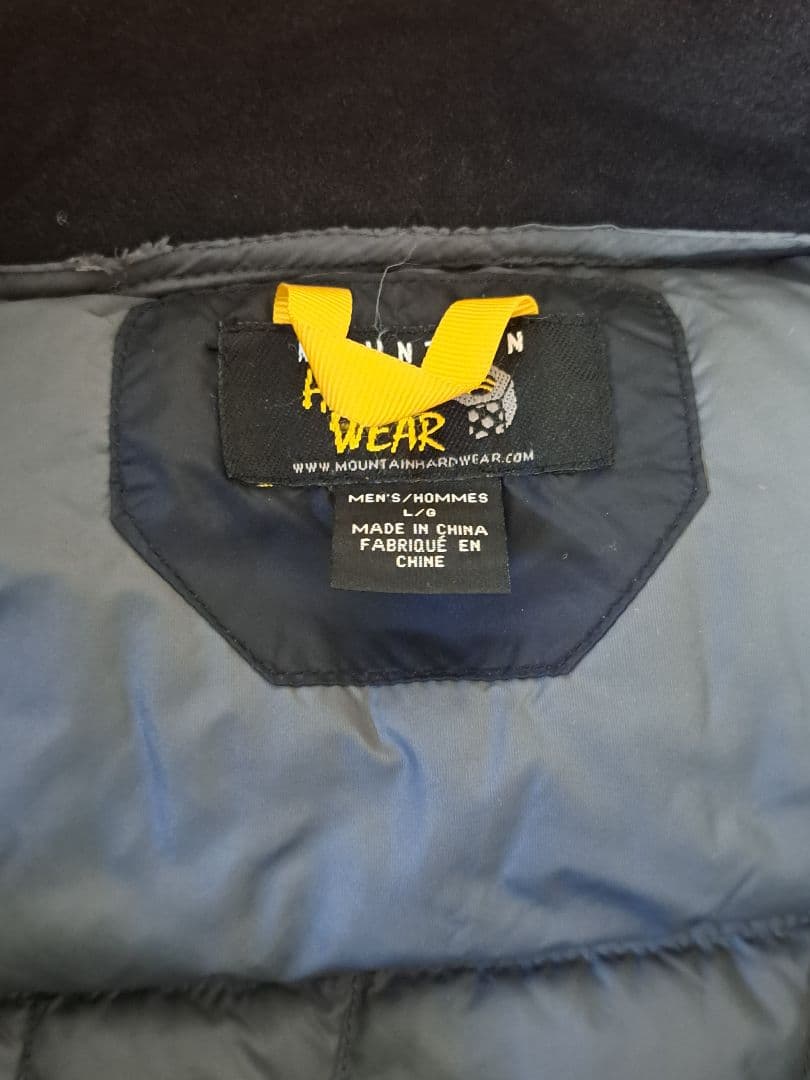 WEAR
WWW.MOUNTAINHARDWEAR.COM
MEN'S/HOMMES
L/G
MADE IN CHINA
FABRIQUÉ EN
CHINE